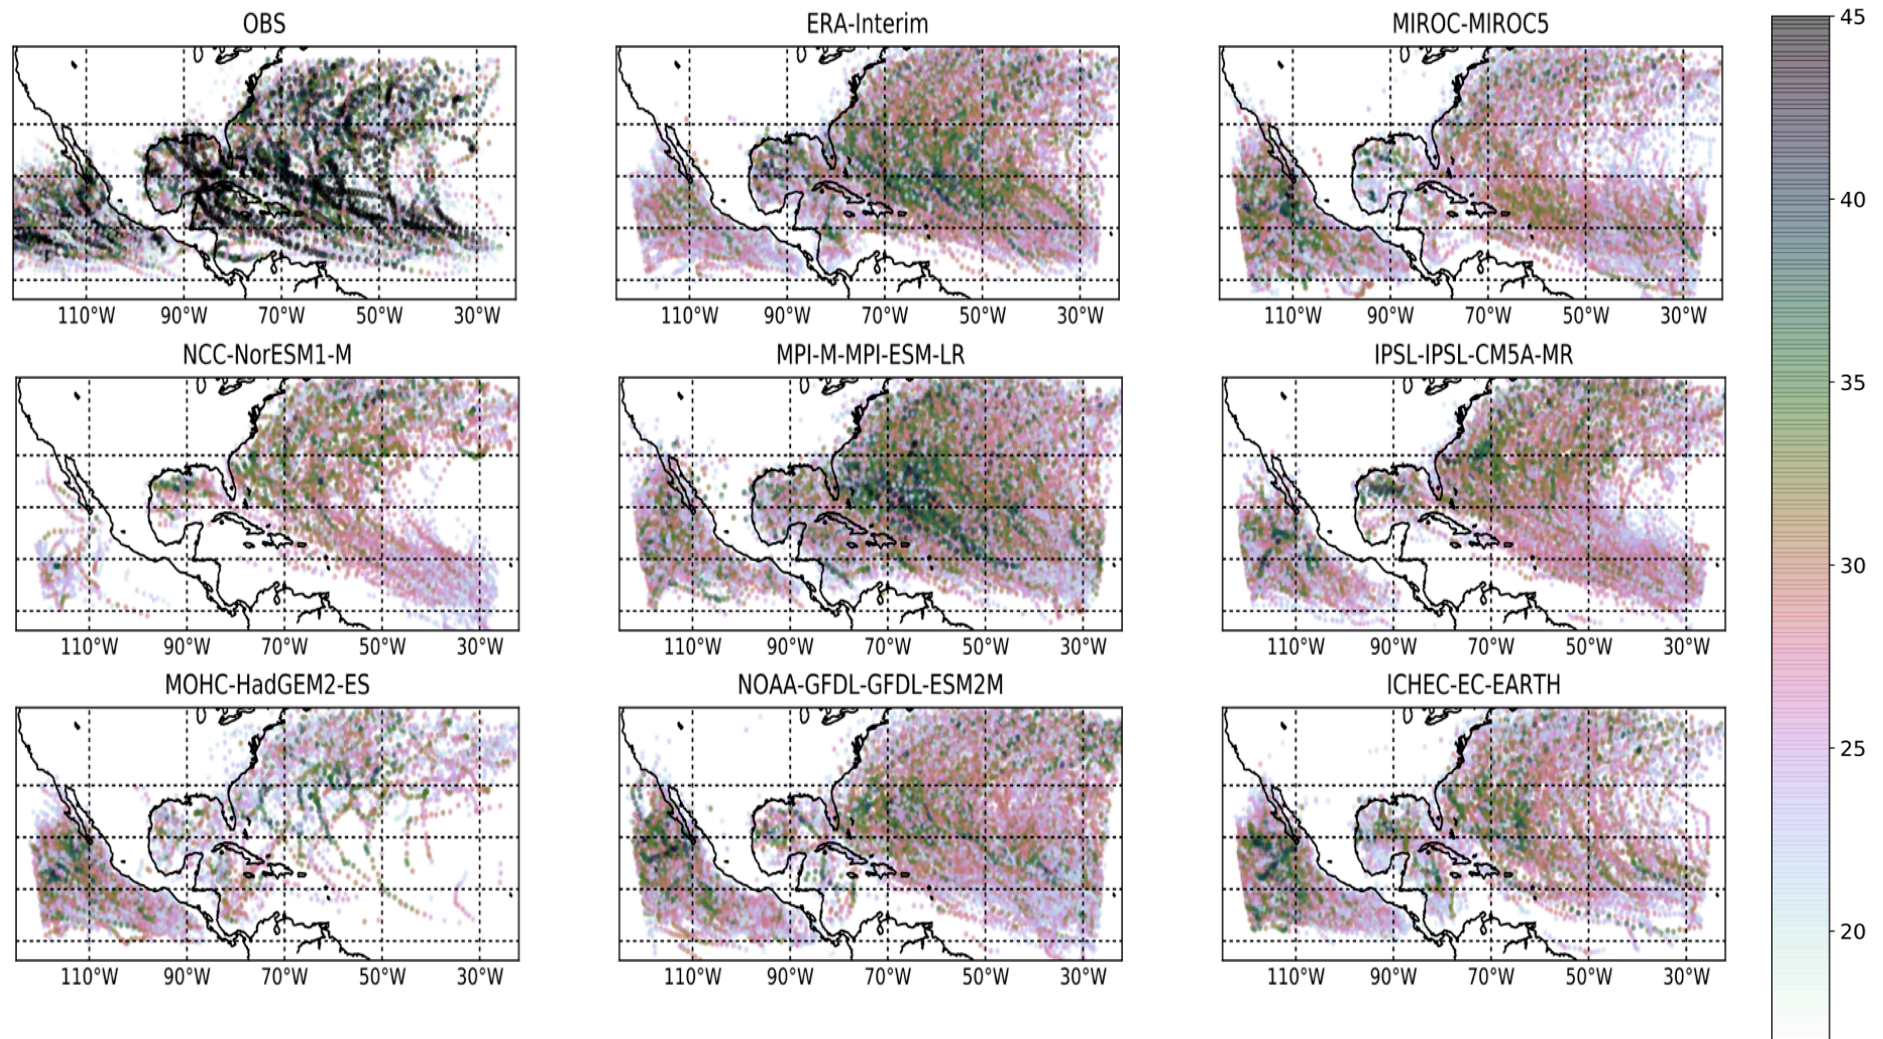 OBS ERA-Interim MIROC-MIROC5 45
40
35
110°W 90°W 70°W 50°W 30°W 110°W 90°W 70°W 50°W 30°W 110°W 90°W 70°W 50°W 30°W
NCC-NorESM1-M MPI-M-MPI-ESM-LR IPSL-IPSL-CM5A-MR
30
110°W 90°W 70°W 50°W 30°W 110°W 90°W 70°W 50°W 30°W 110°W 90°W 70°W 50°W 30°W
MOHC-HadGEM2-ES NOAA-GFDL-GFDL-ESM2M ICHEC-EC-EARTH
25
20
110°W 90°W 70°W 50°W 30°W 110°W 90°W 70°W 50°W 30°W 110°W 90°W 70°W 50°W 30°W